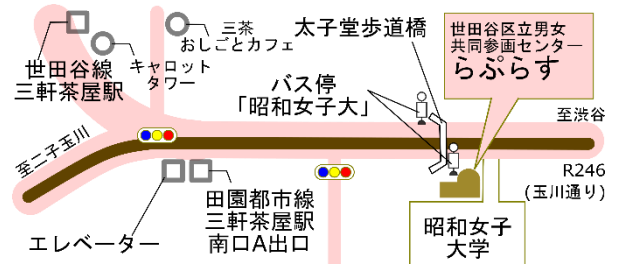 世田谷線
三軒茶屋駅
キャロット
タワー
三茶
おしごとカフェ
太子堂歩道橋
バス停
「昭和女子大」
世田谷区立男女
共同参画センター
らぷらす
至渋谷
至二子玉川
R246
(玉川通り)
エレベーター
田園都市線
三軒茶屋駅
南口A出口
昭和女子
大学